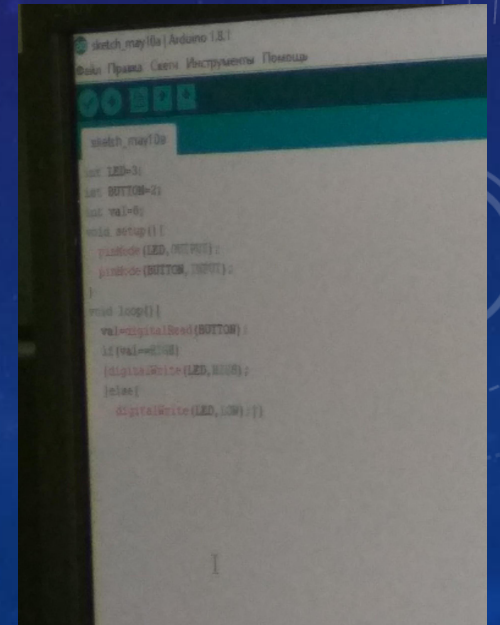 sketch_may10a | Arduino 1.8.1
Файл Правка Скетч Инструменты Помощь
sketch_may10a
int LED=3;
int BUTTON=2;
int val=0;
void setup(){
pinMode(LED,OUTPUT);
pinMode(BUTTON,INPUT);
}
void loop(){
val=digitalRead(BUTTON);
if(val==HIGH)
{digitalWrite(LED,HIGH);
}else{
digitalWrite(LED,LOW);}}